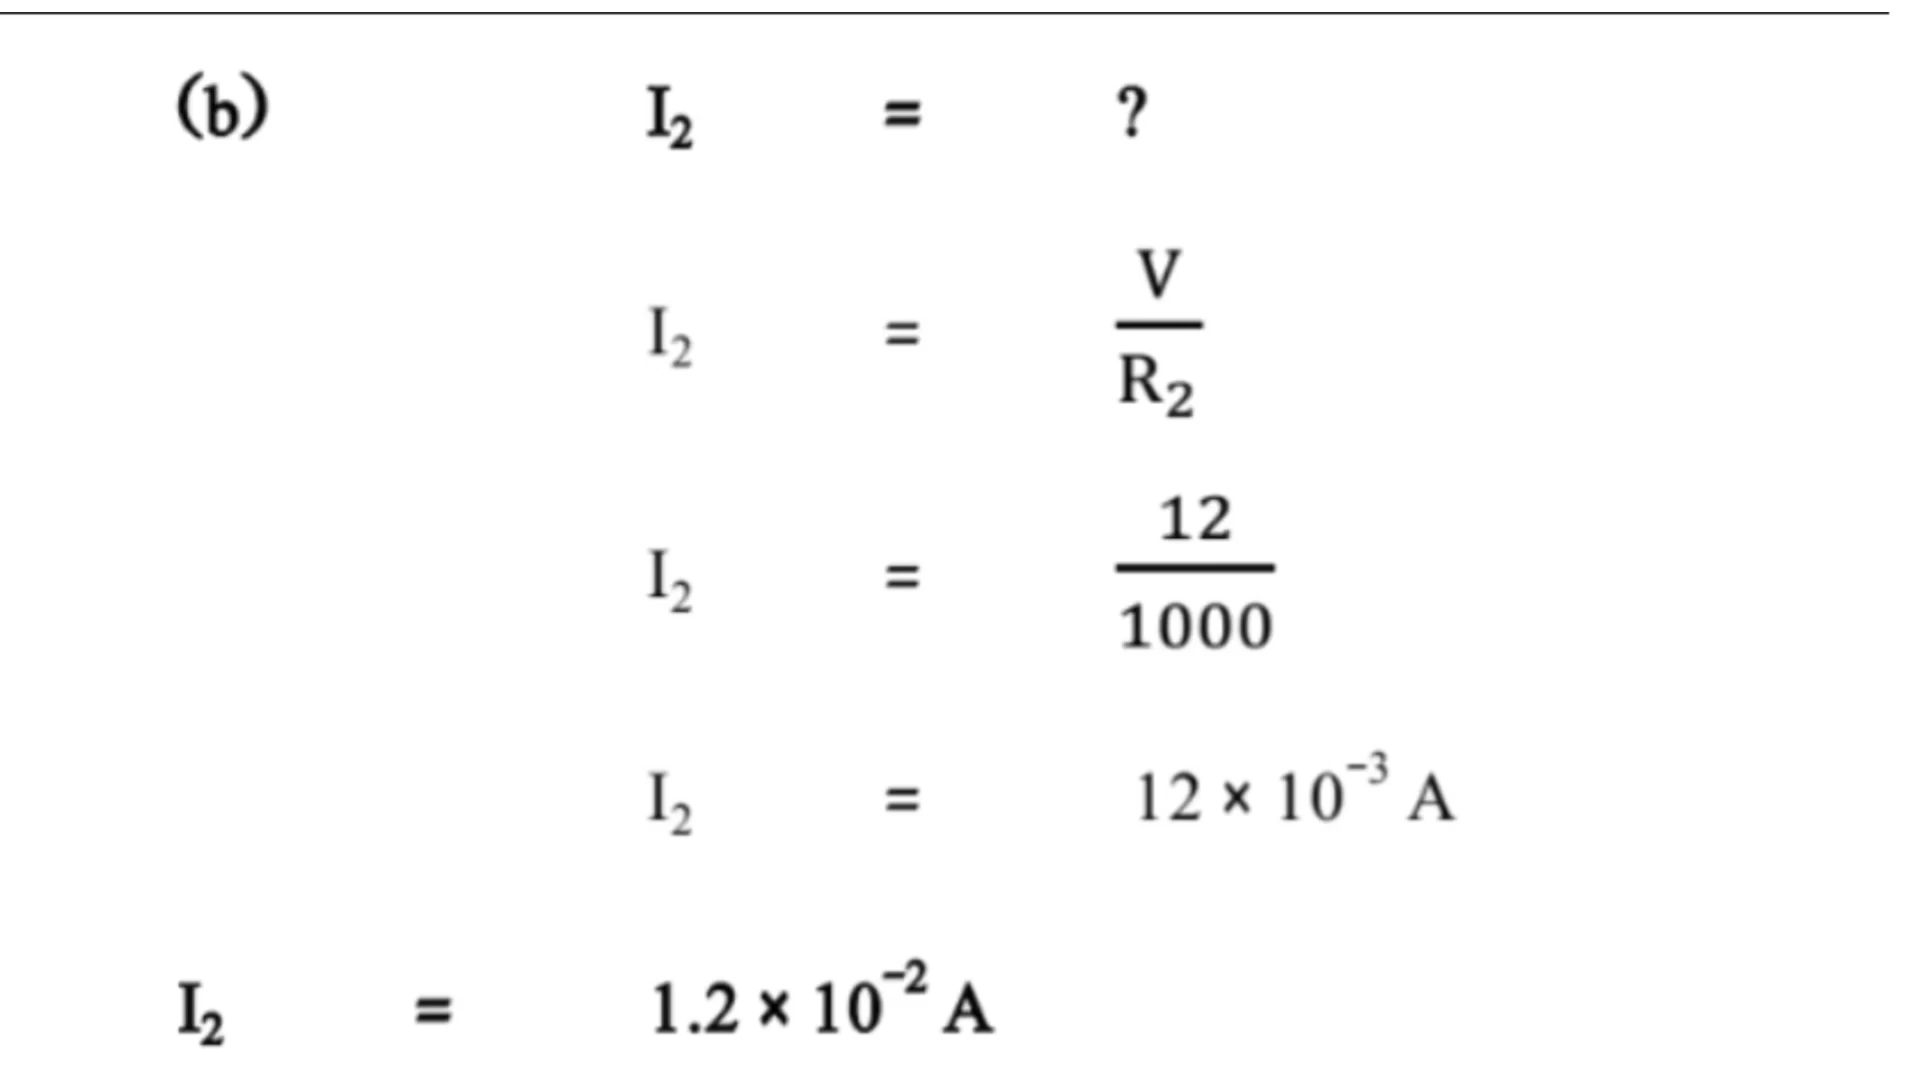 (b) I₂ = ?
I₂ = V/R₂
I₂ = 12/1000
I₂ = 12 × 10⁻³ A
I₂ = 1.2 × 10⁻² A